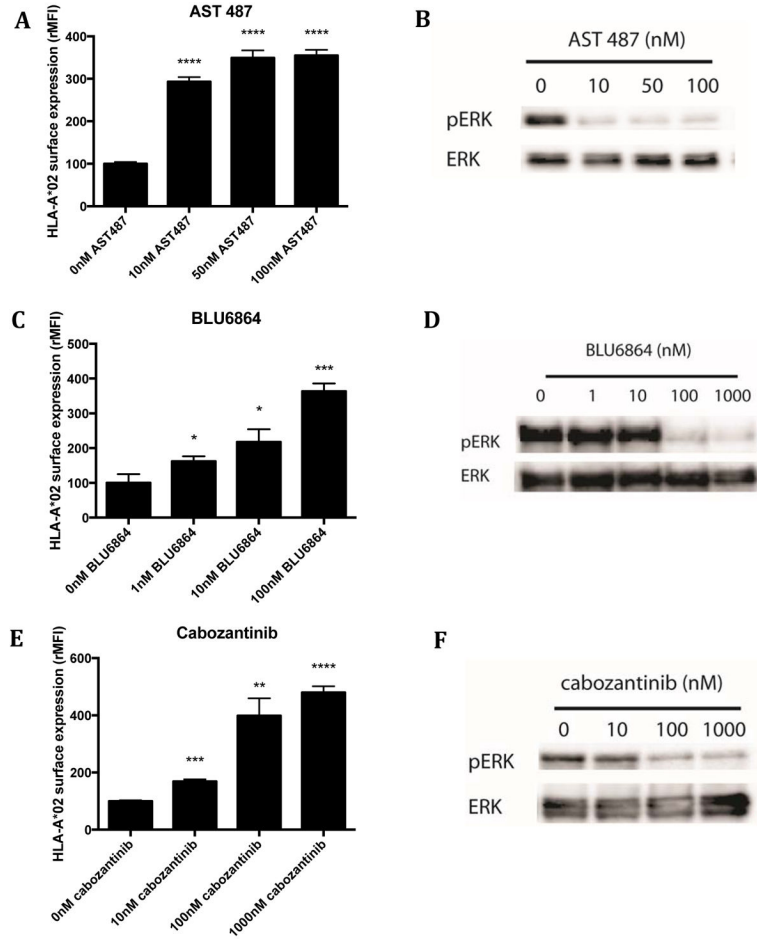 A
AST 487
HLA-A*02 surface expression (rMFI)
400
300
200
100
0
****
****
****
0nM AST487
10nM AST487
50nM AST487
100nM AST487
B
AST 487 (nM)
0 10 50 100
pERK
ERK
C
BLU6864
HLA-A*02 surface expression (rMFI)
500
400
300
200
100
0
*
*
***
0nM BLU6864
1nM BLU6864
10nM BLU6864
100nM BLU6864
D
BLU6864 (nM)
0 1 10 100 1000
pERK
ERK
E
Cabozantinib
HLA-A*02 surface expression (rMFI)
600
400
200
0
***
**
****
0nM cabozantinib
10nM cabozantinib
100nM cabozantinib
1000nM cabozantinib
F
cabozantinib (nM)
0 10 100 1000
pERK
ERK